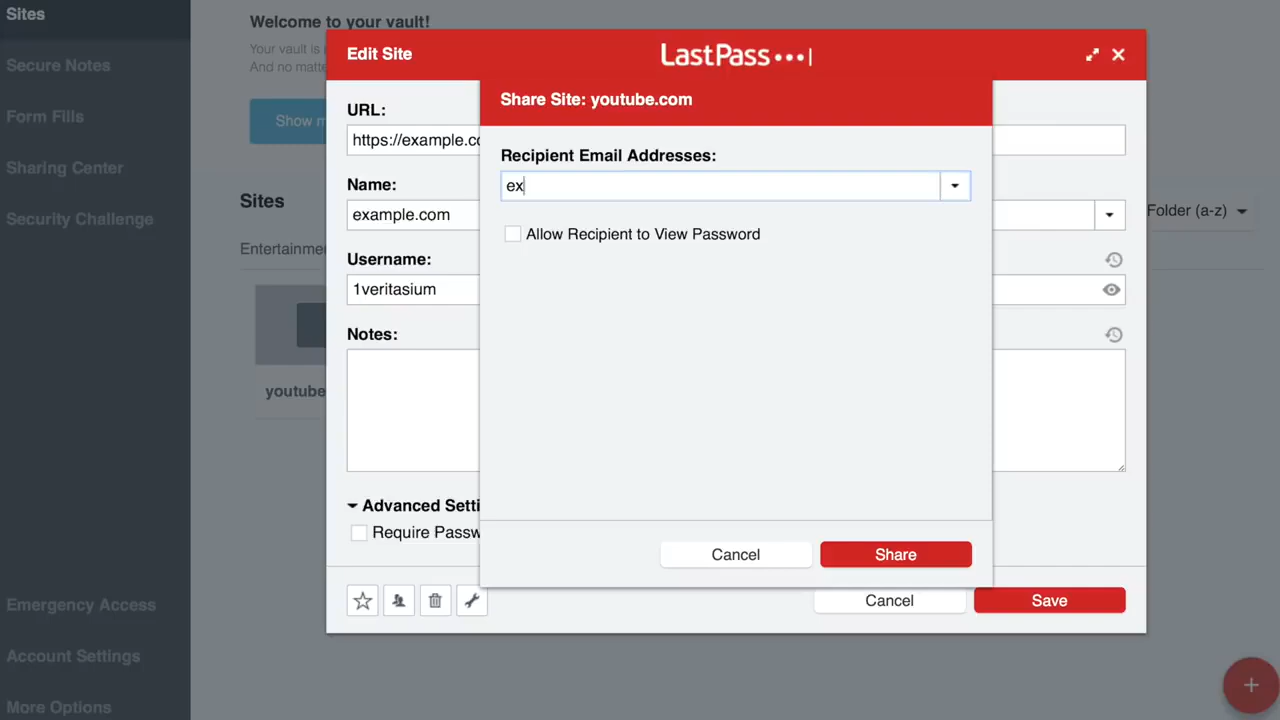 Sites
Secure Notes
Form Fills
Sharing Center
Security Challenge
Emergency Access
Account Settings
More Options
Welcome to your vault!
Your vault is
And no matte
Show m
Sites
Folder (a-z)
Entertainme
youtube
Edit Site
LastPass
URL:
https://example.co
Name:
example.com
Username:
1veritasium
Notes:
Advanced Setti
Require Passw
Cancel
Save
Share Site: youtube.com
Recipient Email Addresses:
ex
Allow Recipient to View Password
Cancel
Share